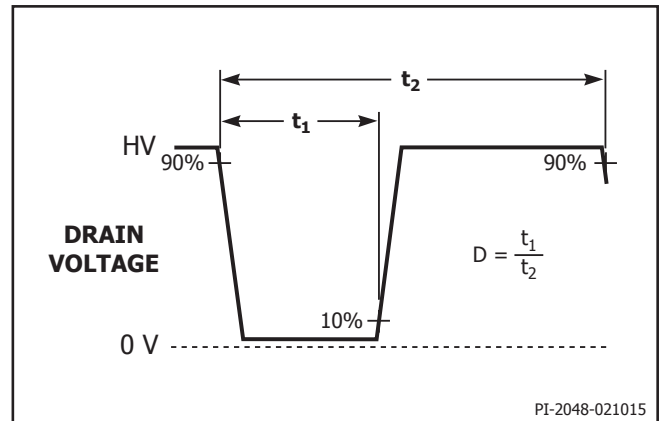 t₂
t₁
HV
90%
90%
DRAIN
VOLTAGE
D = t₁
t₂
10%
0 V
PI-2048-021015